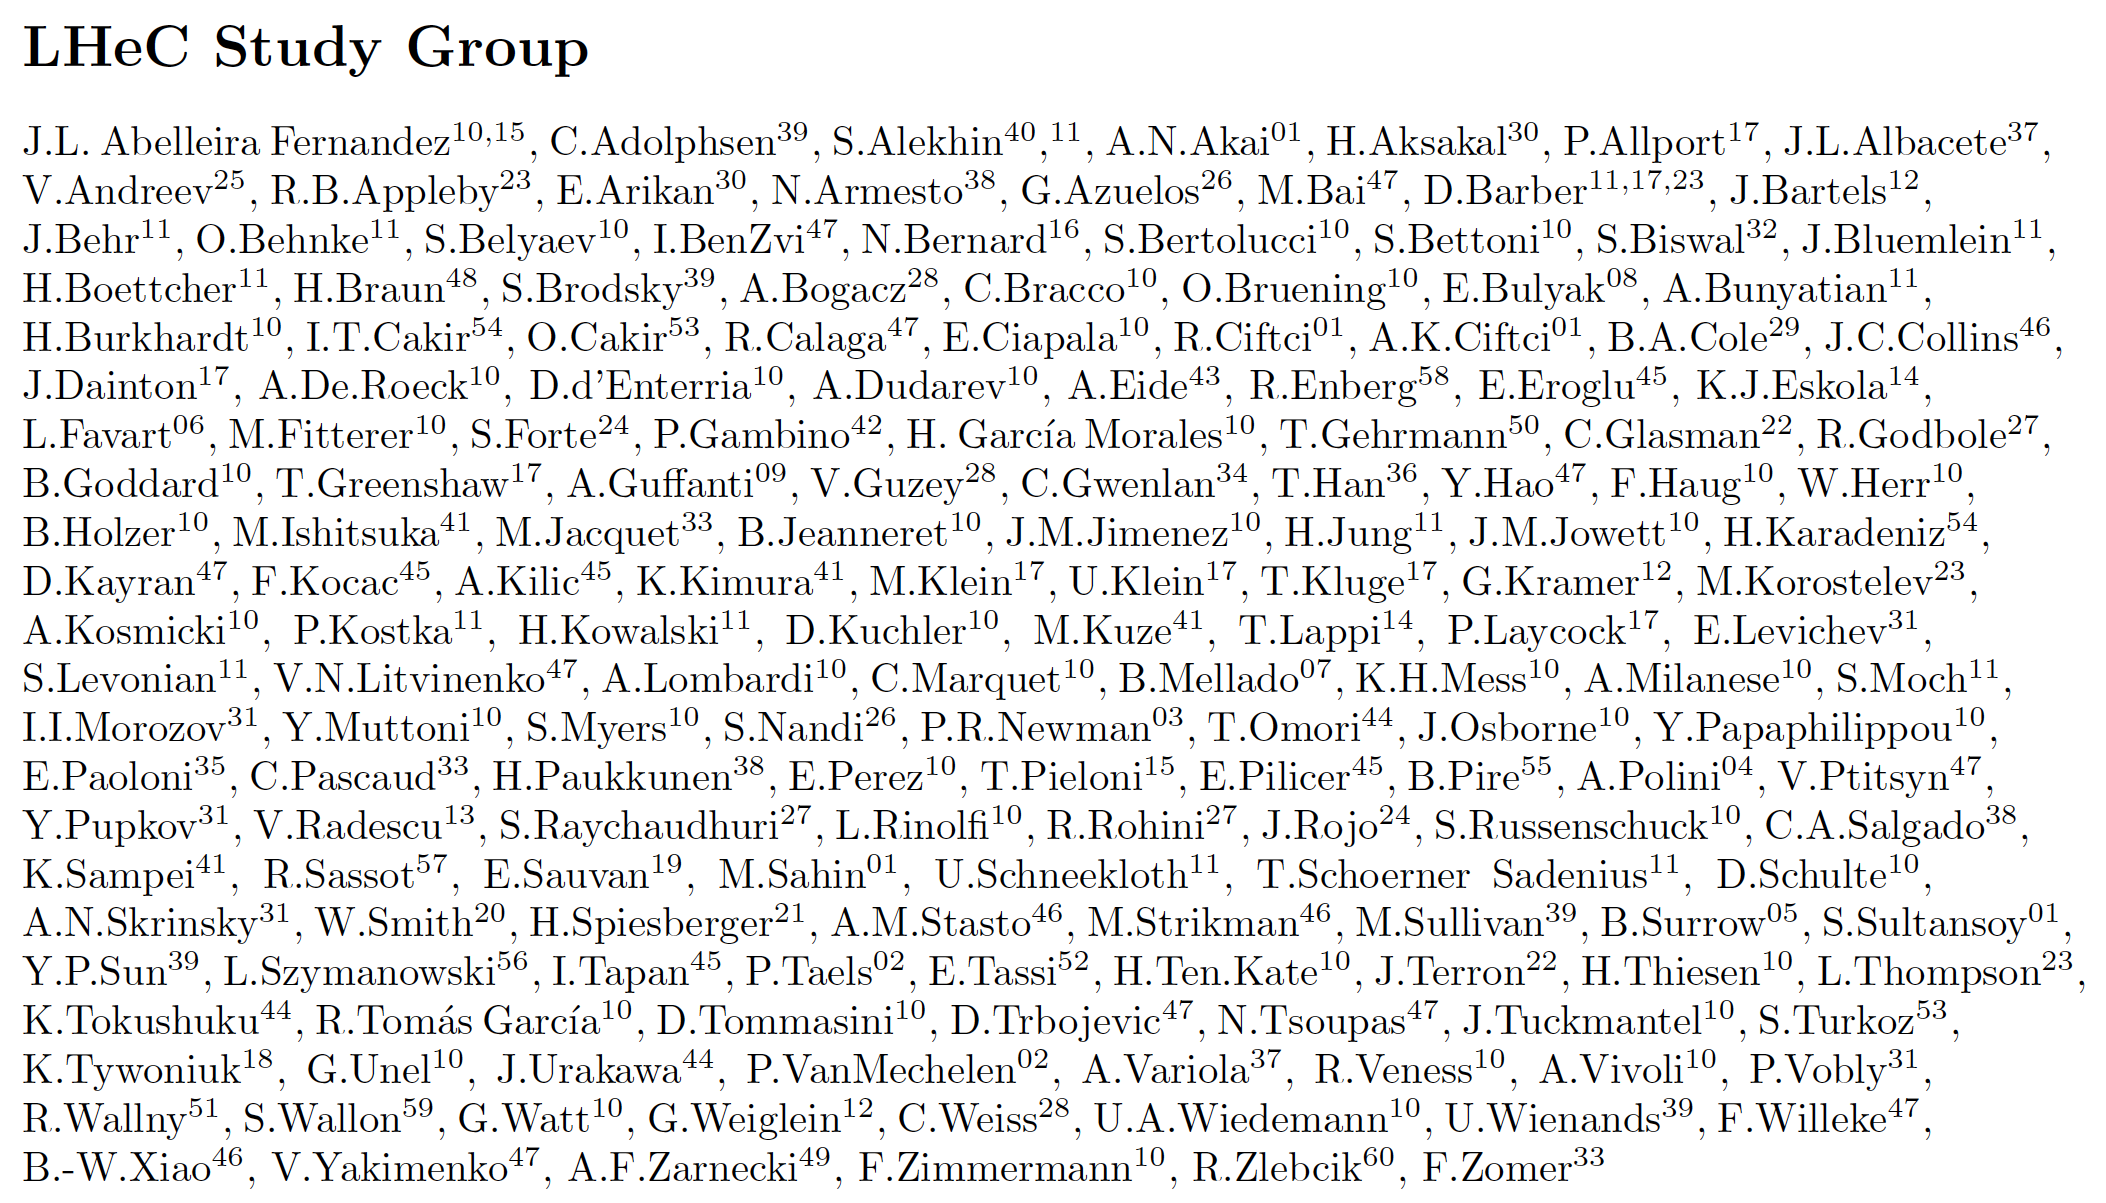 LHeC Study Group
J.L. Abelleira Fernandez10,15, C.Adolphsen39, S.Alekhin40,11, A.N.Akai01, H.Aksakal30, P.Allport17, J.L.Albacete37,
V.Andreev25, R.B.Appleby23, E.Arikan30, N.Armesto38, G.Azuelos26, M.Bai47, D.Barber11,17,23, J.Bartels12,
J.Behr11, O.Behnke11, S.Belyaev10, I.BenZvi47, N.Bernard16, S.Bertolucci10, S.Bettoni10, S.Biswal32, J.Bluemlein11,
H.Boettcher11, H.Braun48, S.Brodsky39, A.Bogacz28, C.Bracco10, O.Bruening10, E.Bulyak08, A.Bunyatian11,
H.Burkhardt10, I.T.Cakir54, O.Cakir53, R.Calaga47, E.Ciapala10, R.Ciftci01, A.K.Ciftci01, B.A.Cole29, J.C.Collins46,
J.Dainton17, A.De.Roeck10, D.d'Enterria10, A.Dudarev10, A.Eide43, R.Enberg58, E.Eroglu45, K.J.Eskola14,
L.Favart06, M.Fitterer10, S.Forte24, P.Gambino42, H. García Morales10, T.Gehrmann50, C.Glasman22, R.Godbole27,
B.Goddard10, T.Greenshaw17, A.Guffanti09, V.Guzey28, C.Gwenlan34, T.Han36, Y.Hao47, F.Haug10, W.Herr10,
B.Holzer10, M.Ishitsuka41, M.Jacquet33, B.Jeanneret10, J.M.Jimenez10, H.Jung11, J.M.Jowett10, H.Karadeniz54,
D.Kayran47, F.Kocac45, A.Kilic45, K.Kimura41, M.Klein17, U.Klein17, T.Kluge17, G.Kramer12, M.Korostelev23,
A.Kosmicki10, P.Kostka11, H.Kowalski11, D.Kuchler10, M.Kuze41, T.Lappi14, P.Laycock17, E.Levichev31,
S.Levonian11, V.N.Litvinenko47, A.Lombardi10, C.Marquet10, B.Mellado07, K.H.Mess10, A.Milanese10, S.Moch11,
I.I.Morozov31, Y.Muttoni10, S.Myers10, S.Nandi26, P.R.Newman03, T.Omori44, J.Osborne10, Y.Papaphilippou10,
E.Paoloni35, C.Pascaud33, H.Paukkunen38, E.Perez10, T.Pieloni15, E.Pilicer45, B.Pire55, A.Polini04, V.Ptitsyn47,
Y.Pupkov31, V.Radescu13, S.Raychaudhuri27, L.Rinolfi10, R.Rohini27, J.Rojo24, S.Russenschuck10, C.A.Salgado38,
K.Sampei41, R.Sassot57, E.Sauvan19, M.Sahin01, U.Schneekloth11, T.Schoerner Sadenius11, D.Schulte10,
A.N.Skrinsky31, W.Smith20, H.Spiesberger21, A.M.Stasto46, M.Strikman46, M.Sullivan39, B.Surrow05, S.Sultansoy01,
Y.P.Sun39, L.Szymanowski56, I.Tapan45, P.Taels02, E.Tassi52, H.Ten.Kate10, J.Terron22, H.Thiesen10, L.Thompson23,
K.Tokushuku44, R.Tomás García10, D.Tommasini10, D.Trbojevic47, N.Tsoupas47, J.Tuckmantel10, S.Turkoz53,
K.Tywoniuk18, G.Unel10, J.Urakawa44, P.VanMechelen02, A.Variola37, R.Veness10, A.Vivoli10, P.Vobly31,
R.Wallny51, S.Wallon59, G.Watt10, G.Weiglein12, C.Weiss28, U.A.Wiedemann10, U.Wienands39, F.Willeke47,
B.-W.Xiao46, V.Yakimenko47, A.F.Zarnecki49, F.Zimmermann10, R.Zlebcik60, F.Zomer33